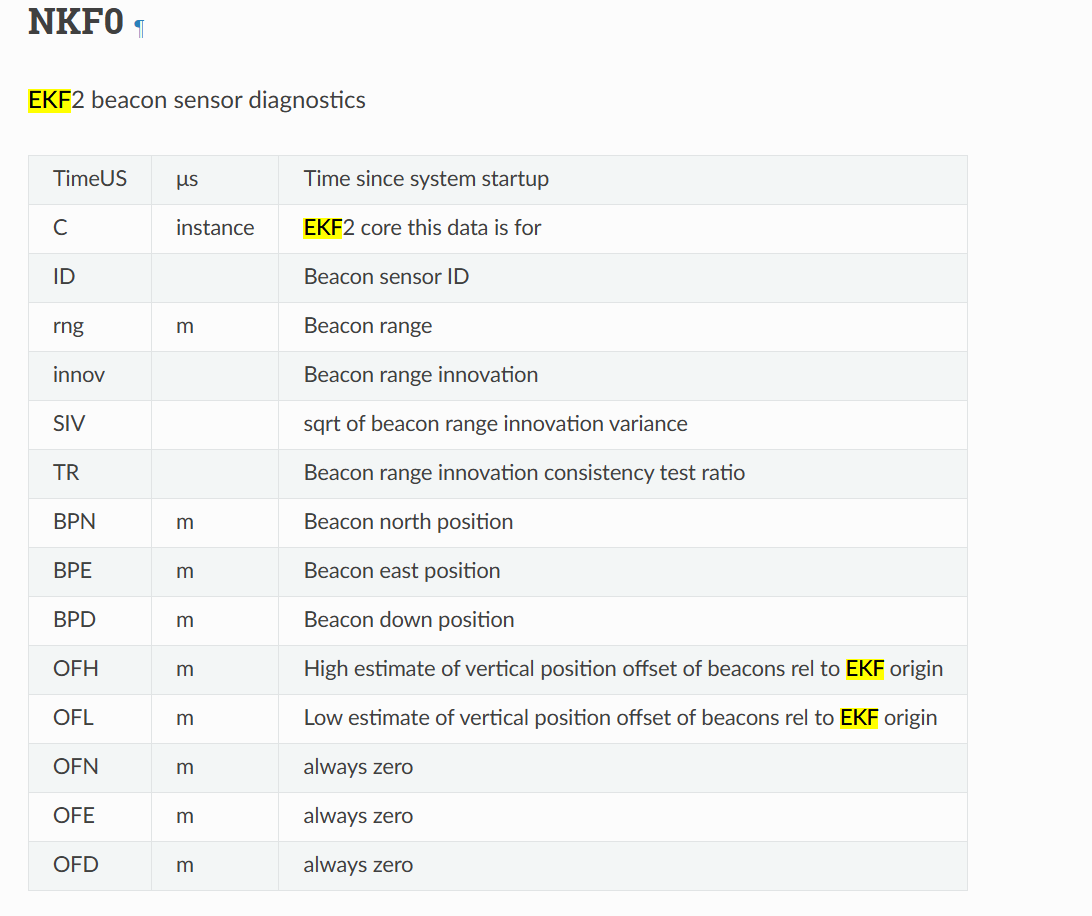 NKF0 ¶
EKF2 beacon sensor diagnostics
TimeUS μs Time since system startup
C instance EKF2 core this data is for
ID Beacon sensor ID
rng m Beacon range
innov Beacon range innovation
SIV sqrt of beacon range innovation variance
TR Beacon range innovation consistency test ratio
BPN m Beacon north position
BPE m Beacon east position
BPD m Beacon down position
OFH m High estimate of vertical position offset of beacons rel to EKF origin
OFL m Low estimate of vertical position offset of beacons rel to EKF origin
OFN m always zero
OFE m always zero
OFD m always zero